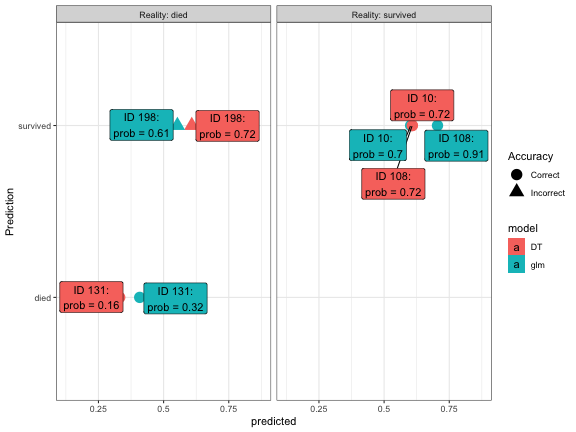 Reality: died
Reality: survived
Prediction
survived
died
ID 198:
prob = 0.61
ID 198:
prob = 0.72
ID 131:
prob = 0.16
ID 131:
prob = 0.32
ID 10:
prob = 0.72
ID 10:
prob = 0.7
ID 108:
prob = 0.91
ID 108:
prob = 0.72
0.25
0.5
0.75
0.25
0.5
0.75
predicted
Accuracy
Correct
Incorrect
model
a DT
a glm